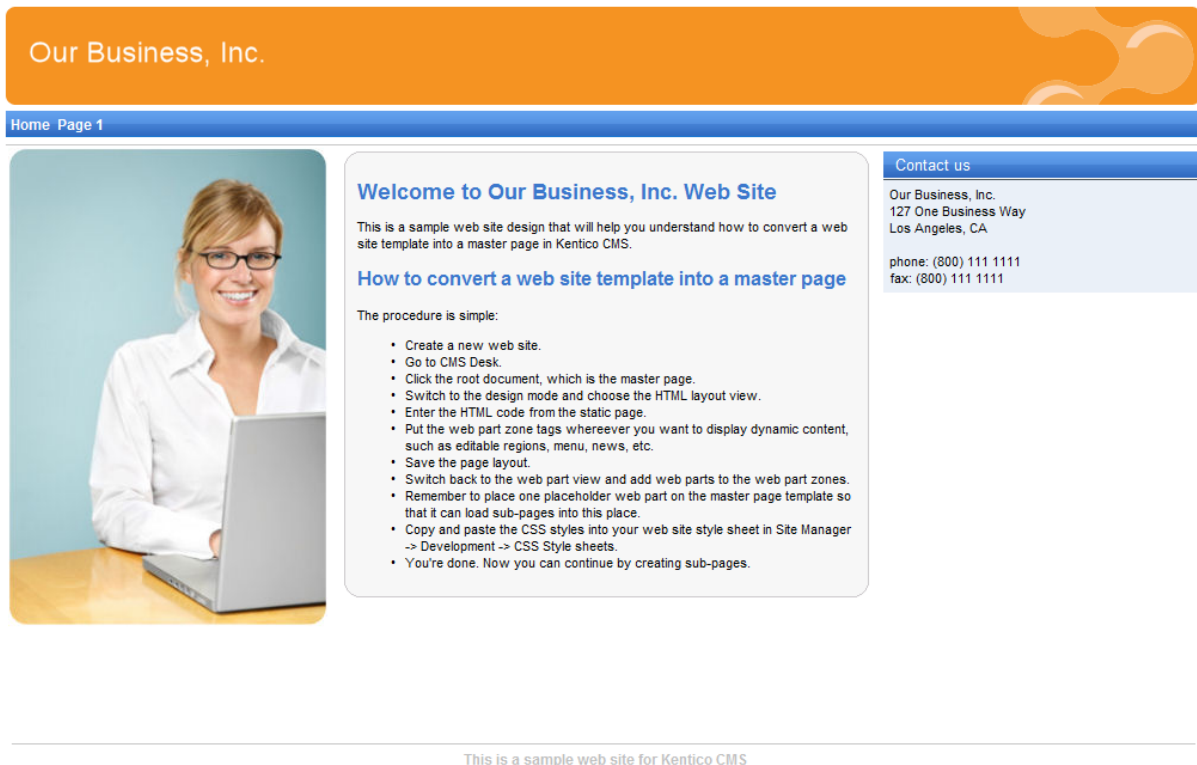 Our Business, Inc.
Home Page 1
Welcome to Our Business, Inc. Web Site
This is a sample web site design that will help you understand how to convert a web
site template into a master page in Kentico CMS.
How to convert a web site template into a master page
The procedure is simple:
• Create a new web site.
• Go to CMS Desk.
• Click the root document, which is the master page.
• Switch to the design mode and choose the HTML layout view.
• Enter the HTML code from the static page.
• Put the web part zone tags whereever you want to display dynamic content,
such as editable regions, menu, news, etc.
• Save the page layout.
• Switch back to the web part view and add web parts to the web part zones.
• Remember to place one placeholder web part on the master page template so
that it can load sub-pages into this place.
• Copy and paste the CSS styles into your web site style sheet in Site Manager
-> Development -> CSS Style sheets.
• You're done. Now you can continue by creating sub-pages.
Contact us
Our Business, Inc.
127 One Business Way
Los Angeles, CA
phone: (800) 111 1111
fax: (800) 111 1111
This is a sample web site for Kentico CMS